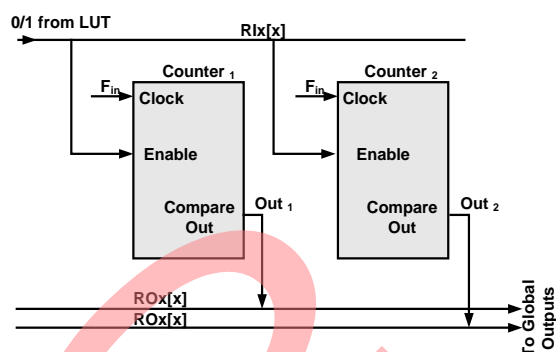 0/1 from LUT
RIx[x]
Counter 1
Counter 2
Fin
Clock
Fin
Clock
Enable
Enable
Compare Out
Out 1
Compare Out
Out 2
ROx[x]
ROx[x]
To Global Outputs